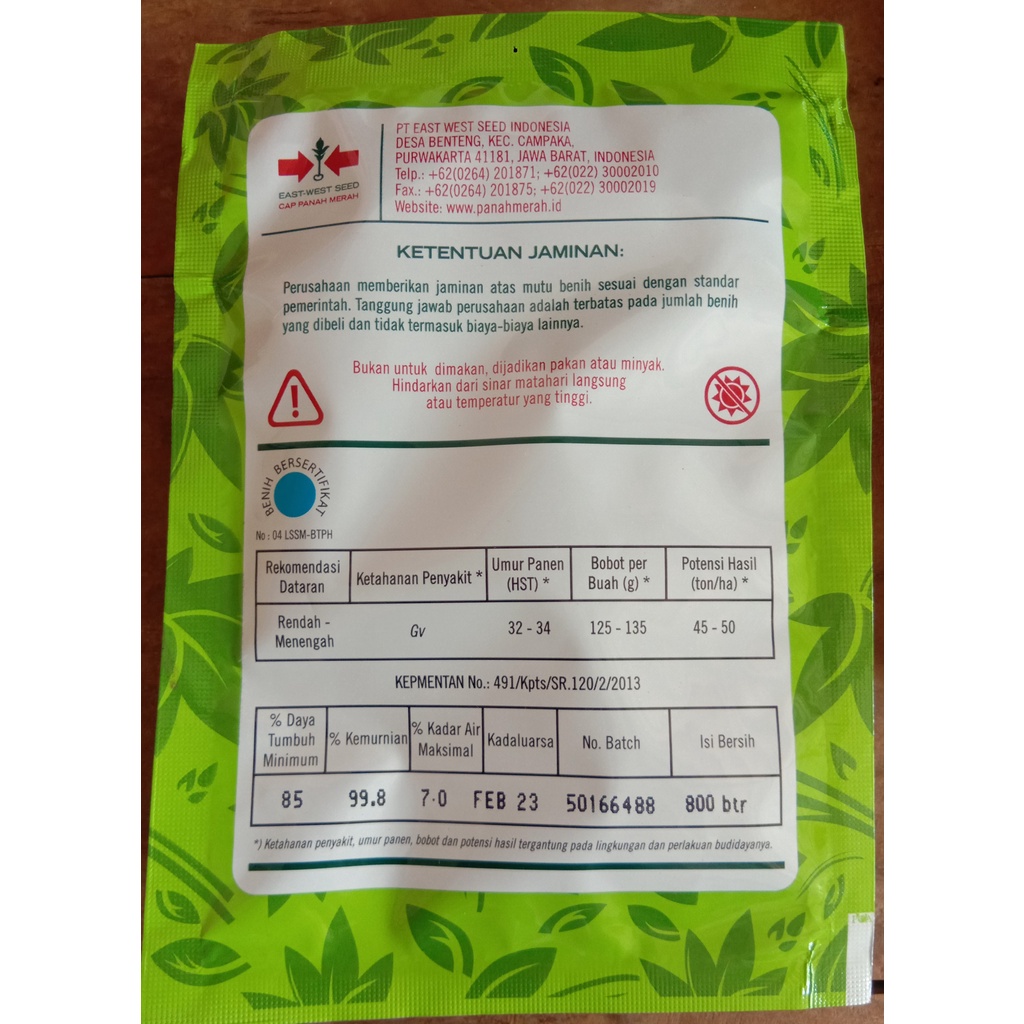 EAST-WEST SEED
CAP PANAH MERAH
PT EAST WEST SEED INDONESIA
DESA BENTENG, KEC. CAMPAKA,
PURWAKARTA 41181, JAWA BARAT, INDONESIA
Telp.: +62(0264) 201871; +62(022) 30002010
Fax.: +62(0264) 201875; +62(022) 30002019
Website: www.panahmerah.id
KETENTUAN JAMINAN:
Perusahaan memberikan jaminan atas mutu benih sesuai dengan standar
pemerintah. Tanggung jawab perusahaan adalah terbatas pada jumlah benih
yang dibeli dan tidak termasuk biaya-biaya lainnya.
Bukan untuk dimakan, dijadikan pakan atau minyak.
Hindarkan dari sinar matahari langsung
atau temperatur yang tinggi.
BENIH BERSERTIFIKAT
No : 04 LSSM-BTPH
Rekomendasi Dataran | Ketahanan Penyakit * | Umur Panen (HST) * | Bobot per Buah (g) * | Potensi Hasil (ton/ha) *
Rendah - Menengah | Gv | 32 - 34 | 125 - 135 | 45 - 50
KEPMENTAN No.: 491/Kpts/SR.120/2/2013
% Daya Tumbuh Minimum | % Kemurnian | % Kadar Air Maksimal | Kadaluarsa | No. Batch | Isi Bersih
85 | 99.8 | 7.0 | FEB 23 | 50166488 | 800 btr
*) Ketahanan penyakit, umur panen, bobot dan potensi hasil tergantung pada lingkungan dan perlakuan budidayanya.